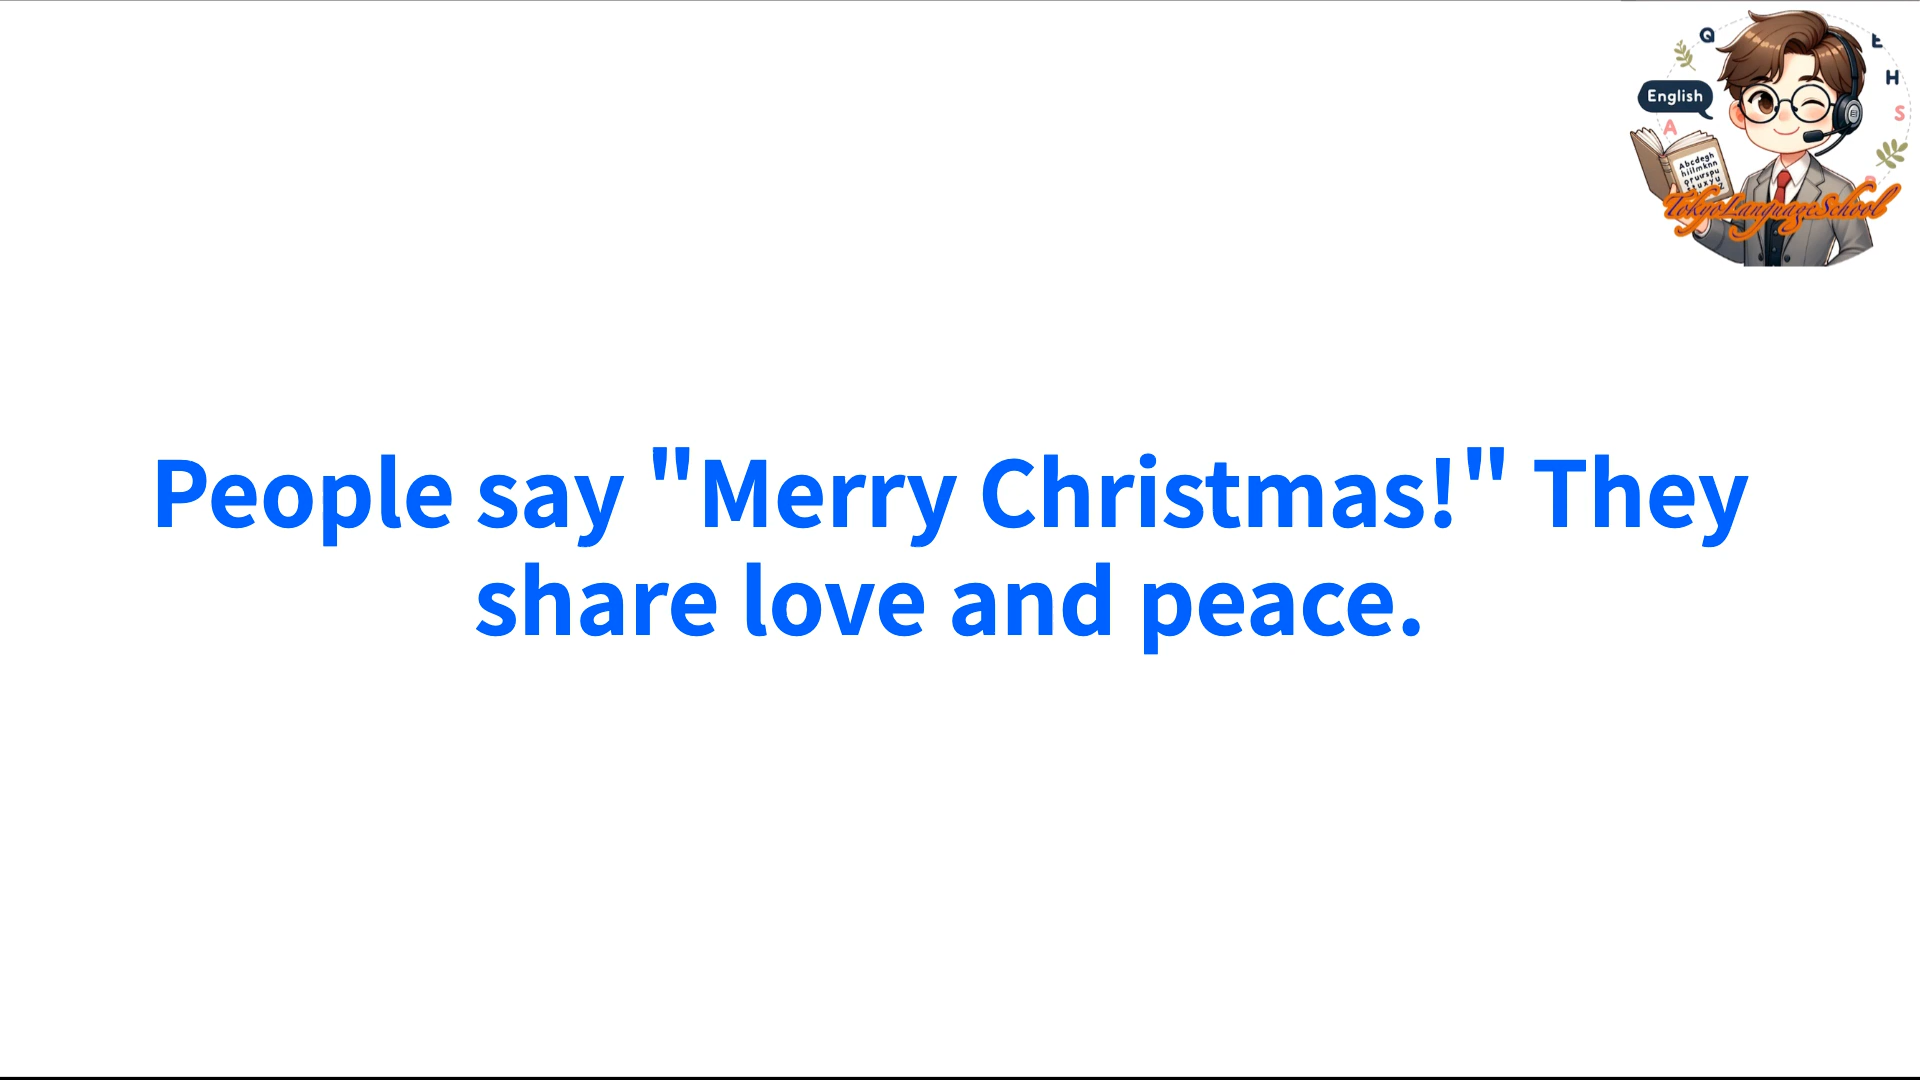 People say "Merry Christmas!" They
share love and peace.
English
TokyoLanguageSchool
Q
E
H
S
A